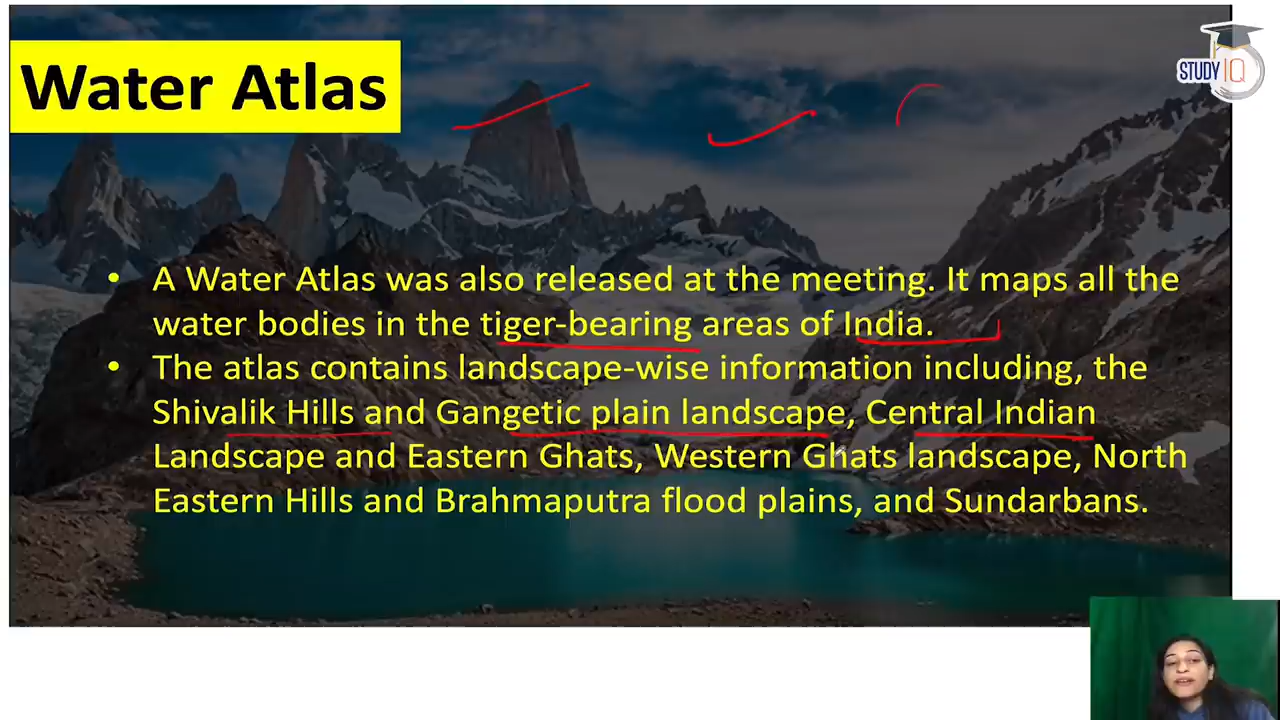 Water Atlas
STUDY IQ
• A Water Atlas was also released at the meeting. It maps all the
water bodies in the tiger-bearing areas of India.
• The atlas contains landscape-wise information including, the
Shivalik Hills and Gangetic plain landscape, Central Indian
Landscape and Eastern Ghats, Western Ghats landscape, North
Eastern Hills and Brahmaputra flood plains, and Sundarbans.